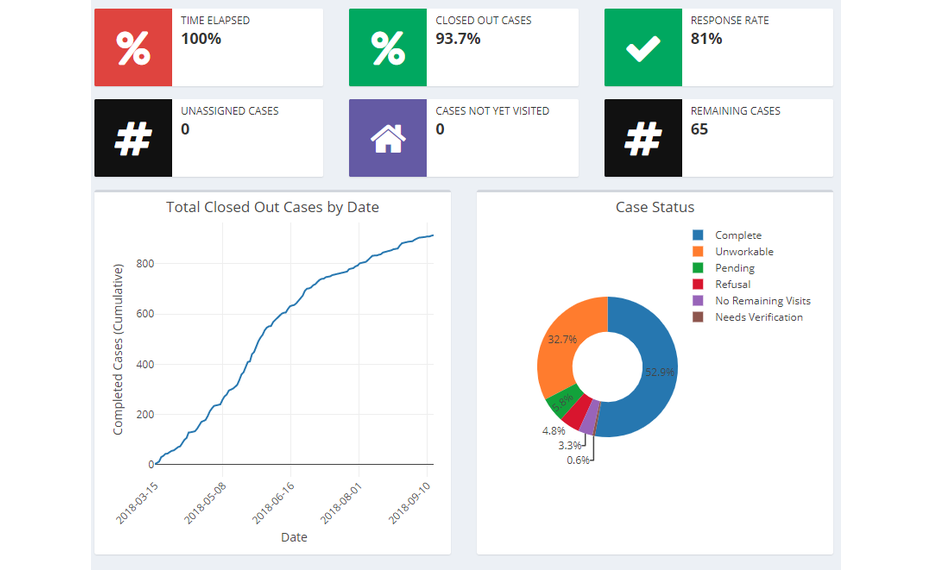 TIME ELAPSED
100%
CLOSED OUT CASES
93.7%
RESPONSE RATE
81%
UNASSIGNED CASES
0
CASES NOT YET VISITED
0
REMAINING CASES
65
Total Closed Out Cases by Date
Completed Cases (Cumulative)
800
600
400
200
0
2018-03-15
2018-05-08
2018-06-16
2018-08-01
2018-09-10
Date
Case Status
Complete
Unworkable
Pending
Refusal
No Remaining Visits
Needs Verification
32.7%
52.9%
5.8%
4.8%
3.3%
0.6%